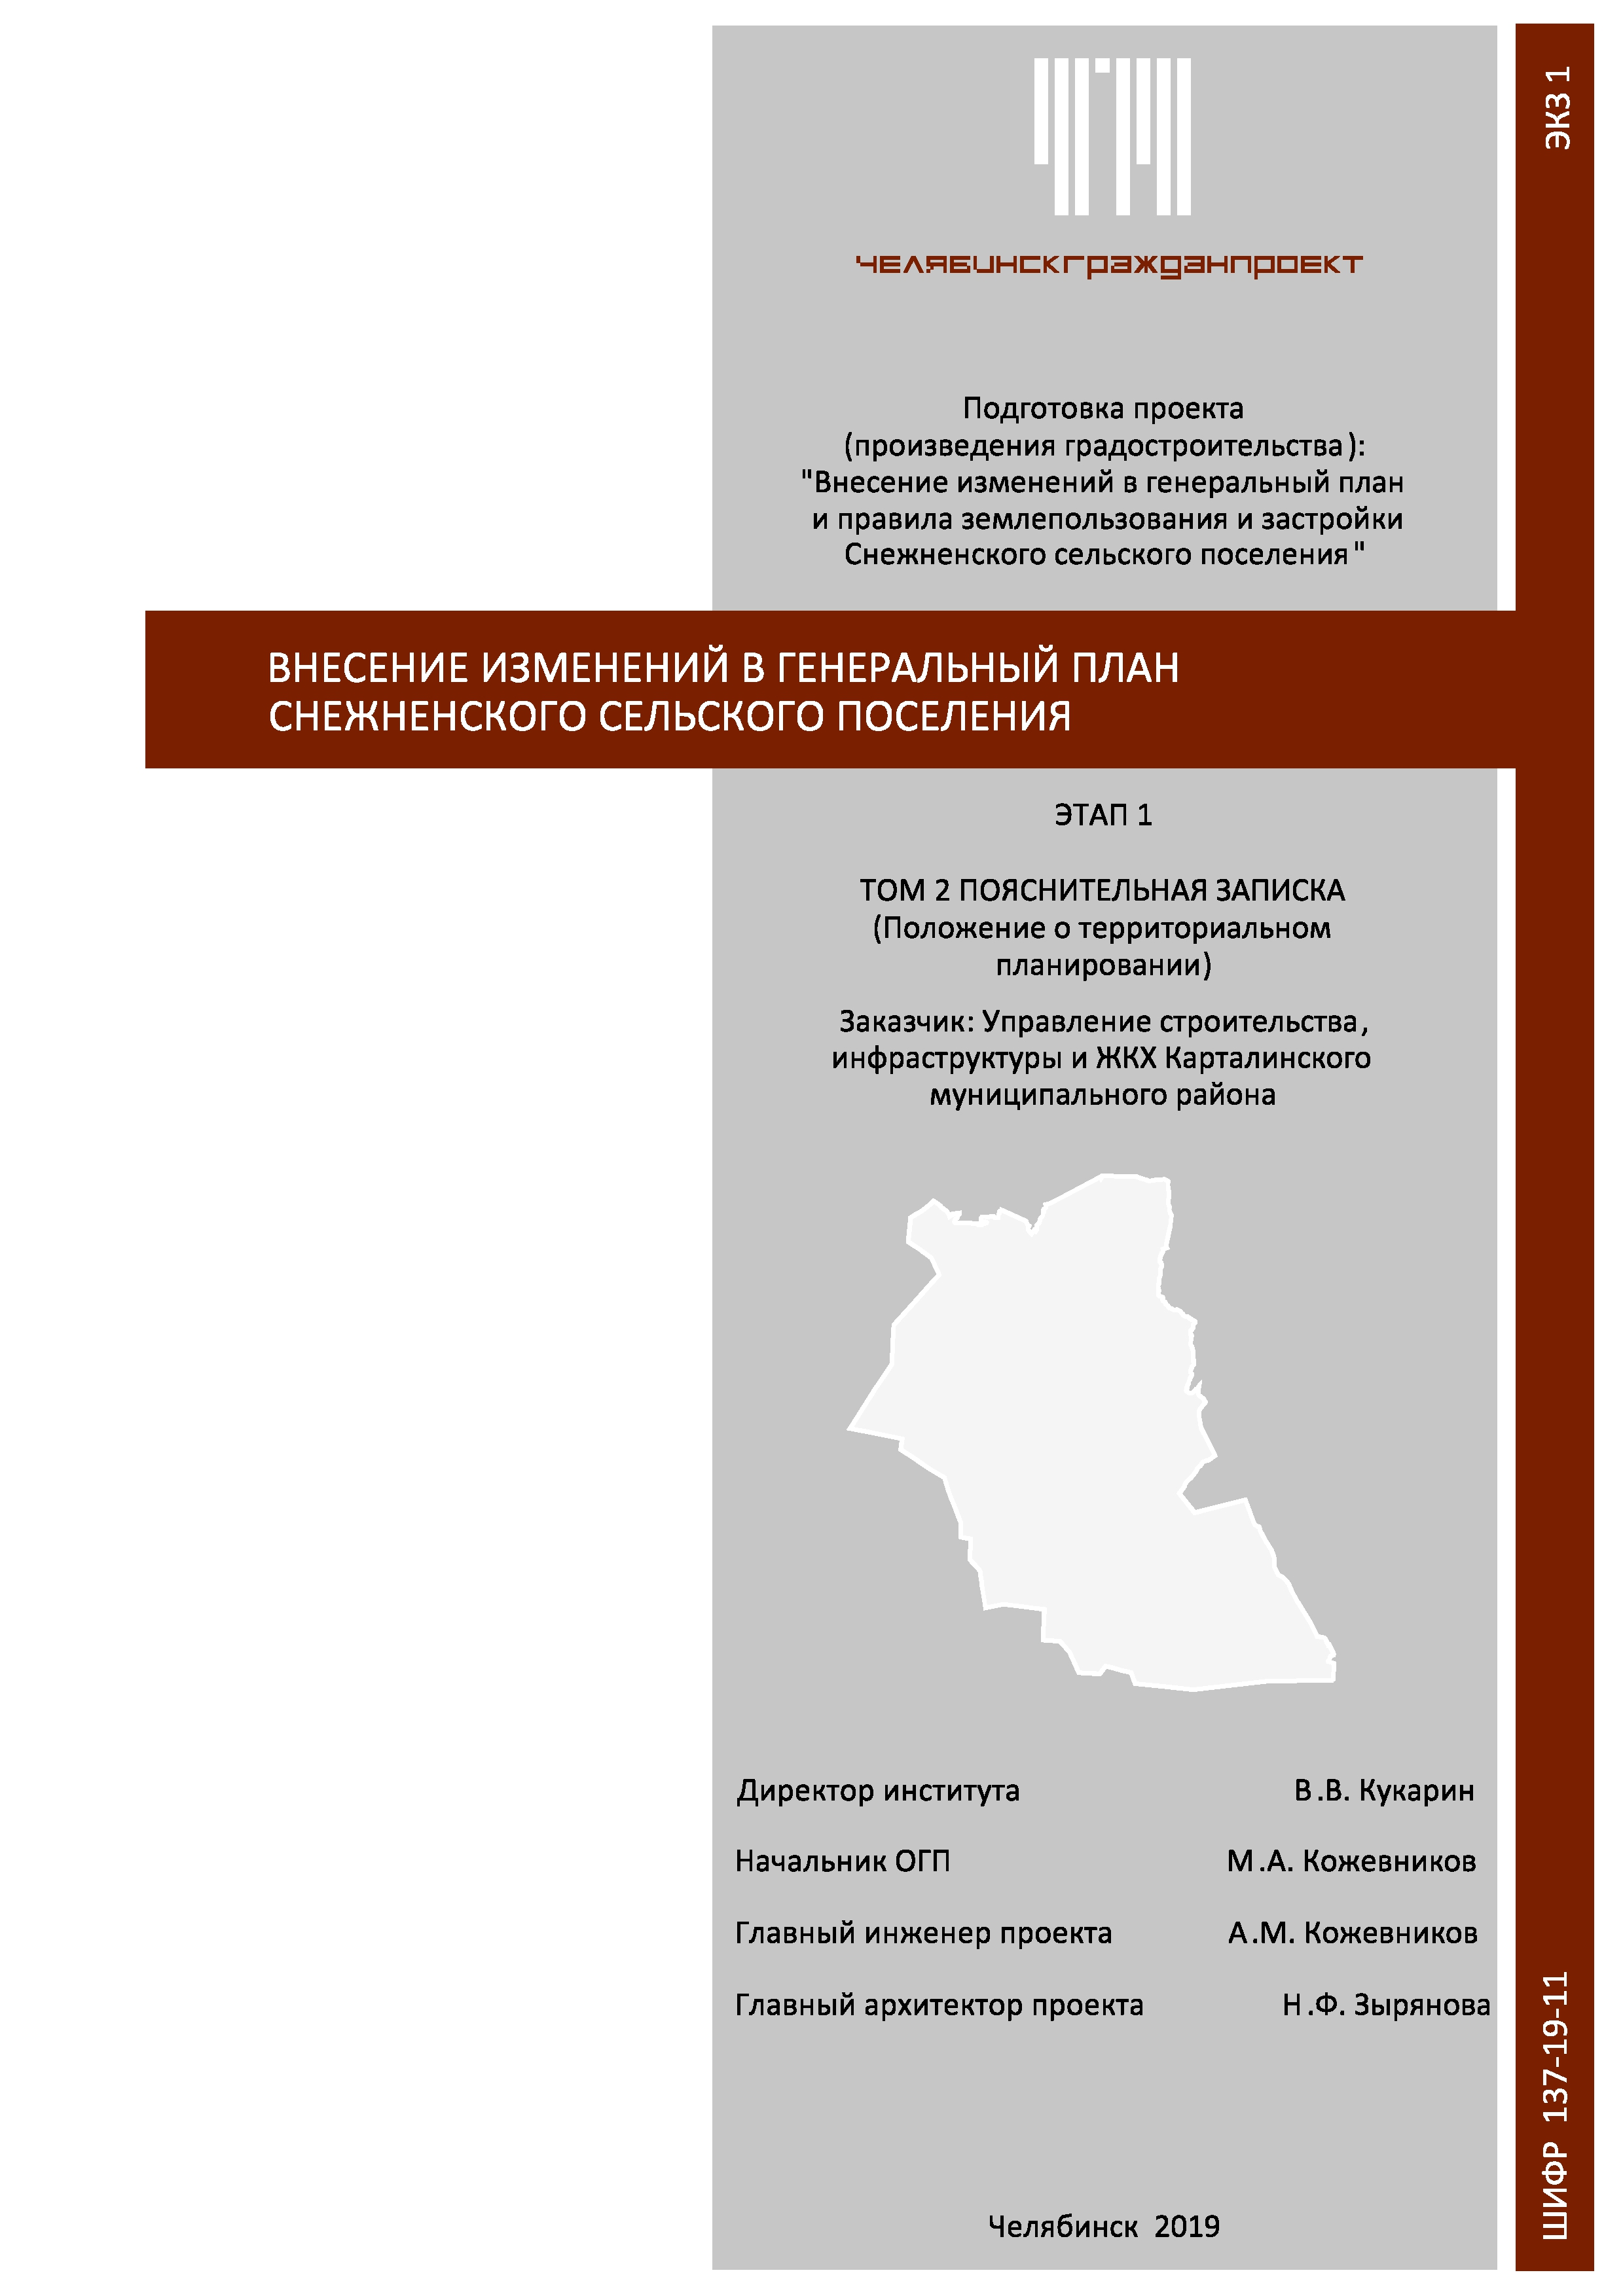 ЭКЗ 1
ЧЕЛЯБИНСКГРАЖДАНПРОЕКТ
Подготовка проекта
(произведения градостроительства):
"Внесение изменений в генеральный план
и правила землепользования и застройки
Снежненского сельского поселения"
ВНЕСЕНИЕ ИЗМЕНЕНИЙ В ГЕНЕРАЛЬНЫЙ ПЛАН
СНЕЖНЕНСКОГО СЕЛЬСКОГО ПОСЕЛЕНИЯ
ЭТАП 1
ТОМ 2 ПОЯСНИТЕЛЬНАЯ ЗАПИСКА
(Положение о территориальном
планировании)
Заказчик: Управление строительства,
инфраструктуры и ЖКХ Карталинского
муниципального района
Директор института В.В. Кукарин
Начальник ОГП М.А. Кожевников
Главный инженер проекта А.М. Кожевников
Главный архитектор проекта Н.Ф. Зырянова
ШИФР 137-19-11
Челябинск 2019